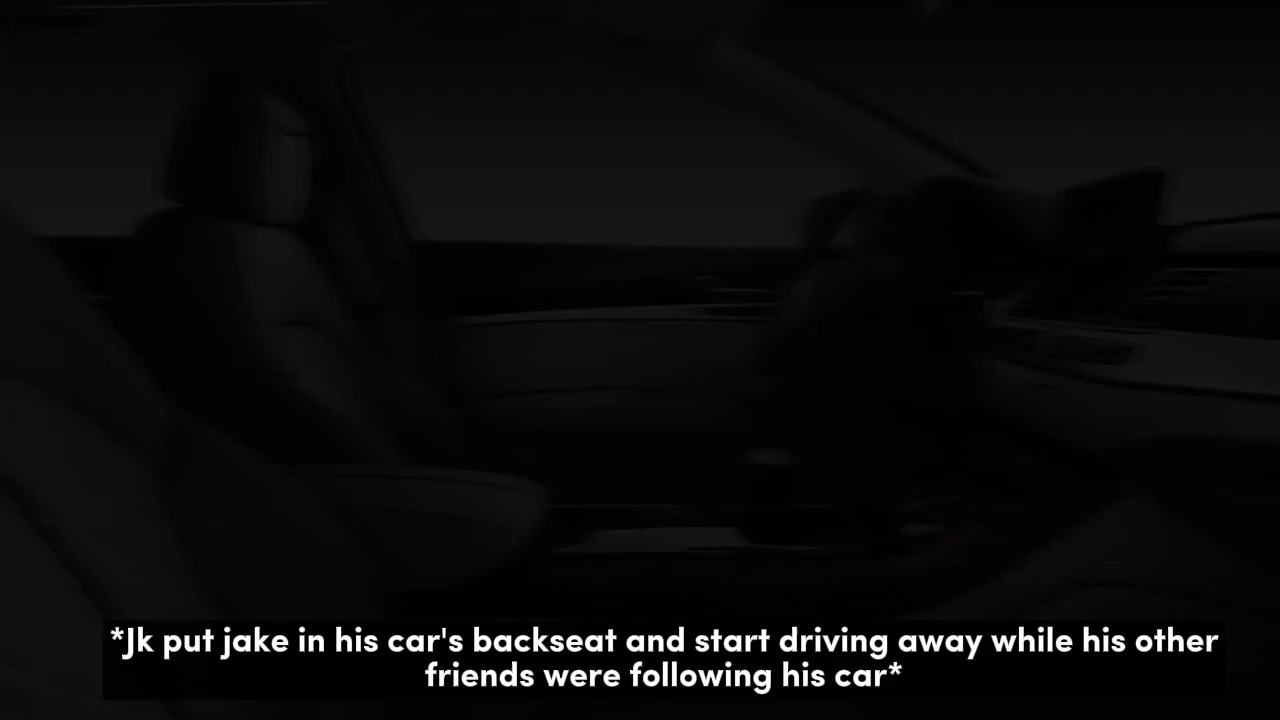 *Jk put jake in his car's backseat and start driving away while his other
friends were following his car*